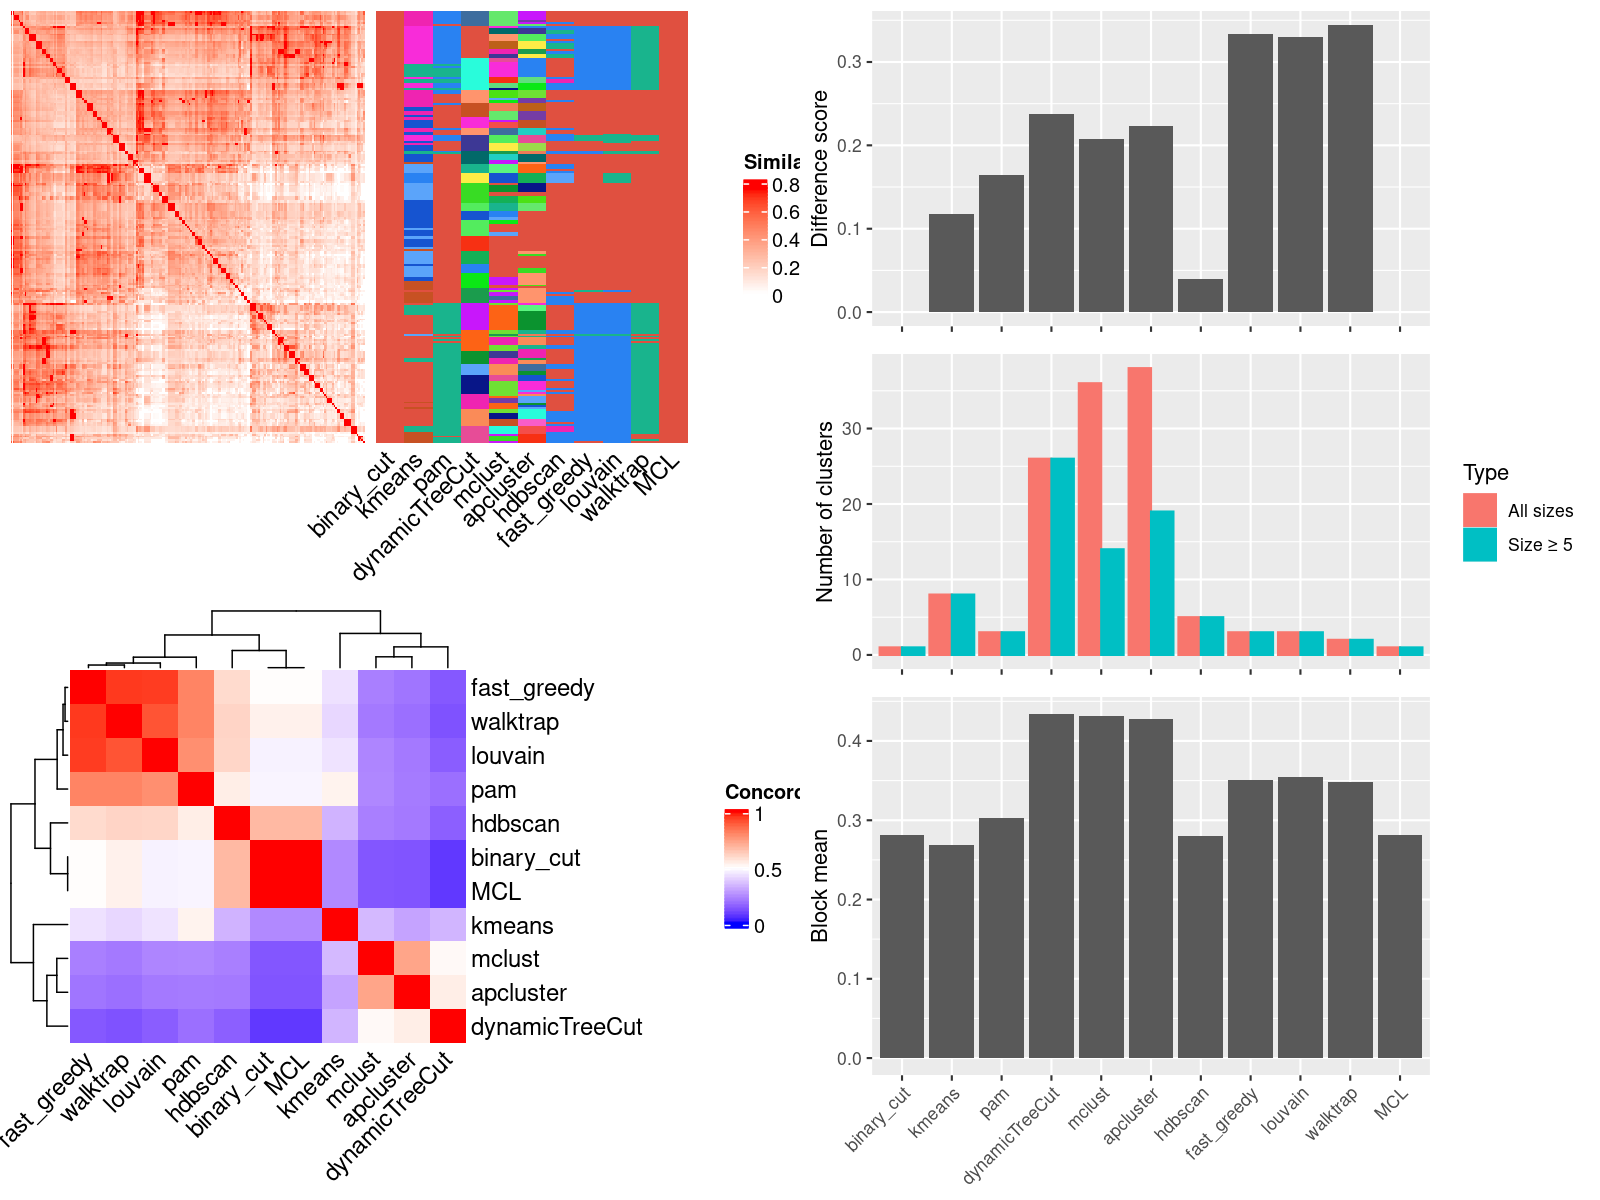 Simila
0.8
0.6
0.4
0.2
0
binary_cut
kmeans
pam
dynamicTreeCut
mclust
apcluster
hdbscan
fast_greedy
louvain
walktrap
MCL
fast_greedy
walktrap
louvain
pam
hdbscan
binary_cut
MCL
kmeans
mclust
apcluster
dynamicTreeCut
fast_greedy
walktrap
louvain
pam
hdbscan
binary_cut
MCL
kmeans
mclust
apcluster
dynamicTreeCut
Concord
1
0.5
0
Difference score
0.3
0.2
0.1
0.0
Number of clusters
30
20
10
0
Type
All sizes
Size ≥ 5
Block mean
0.4
0.3
0.2
0.1
0.0
binary_cut
kmeans
pam
dynamicTreeCut
mclust
apcluster
hdbscan
fast_greedy
louvain
walktrap
MCL